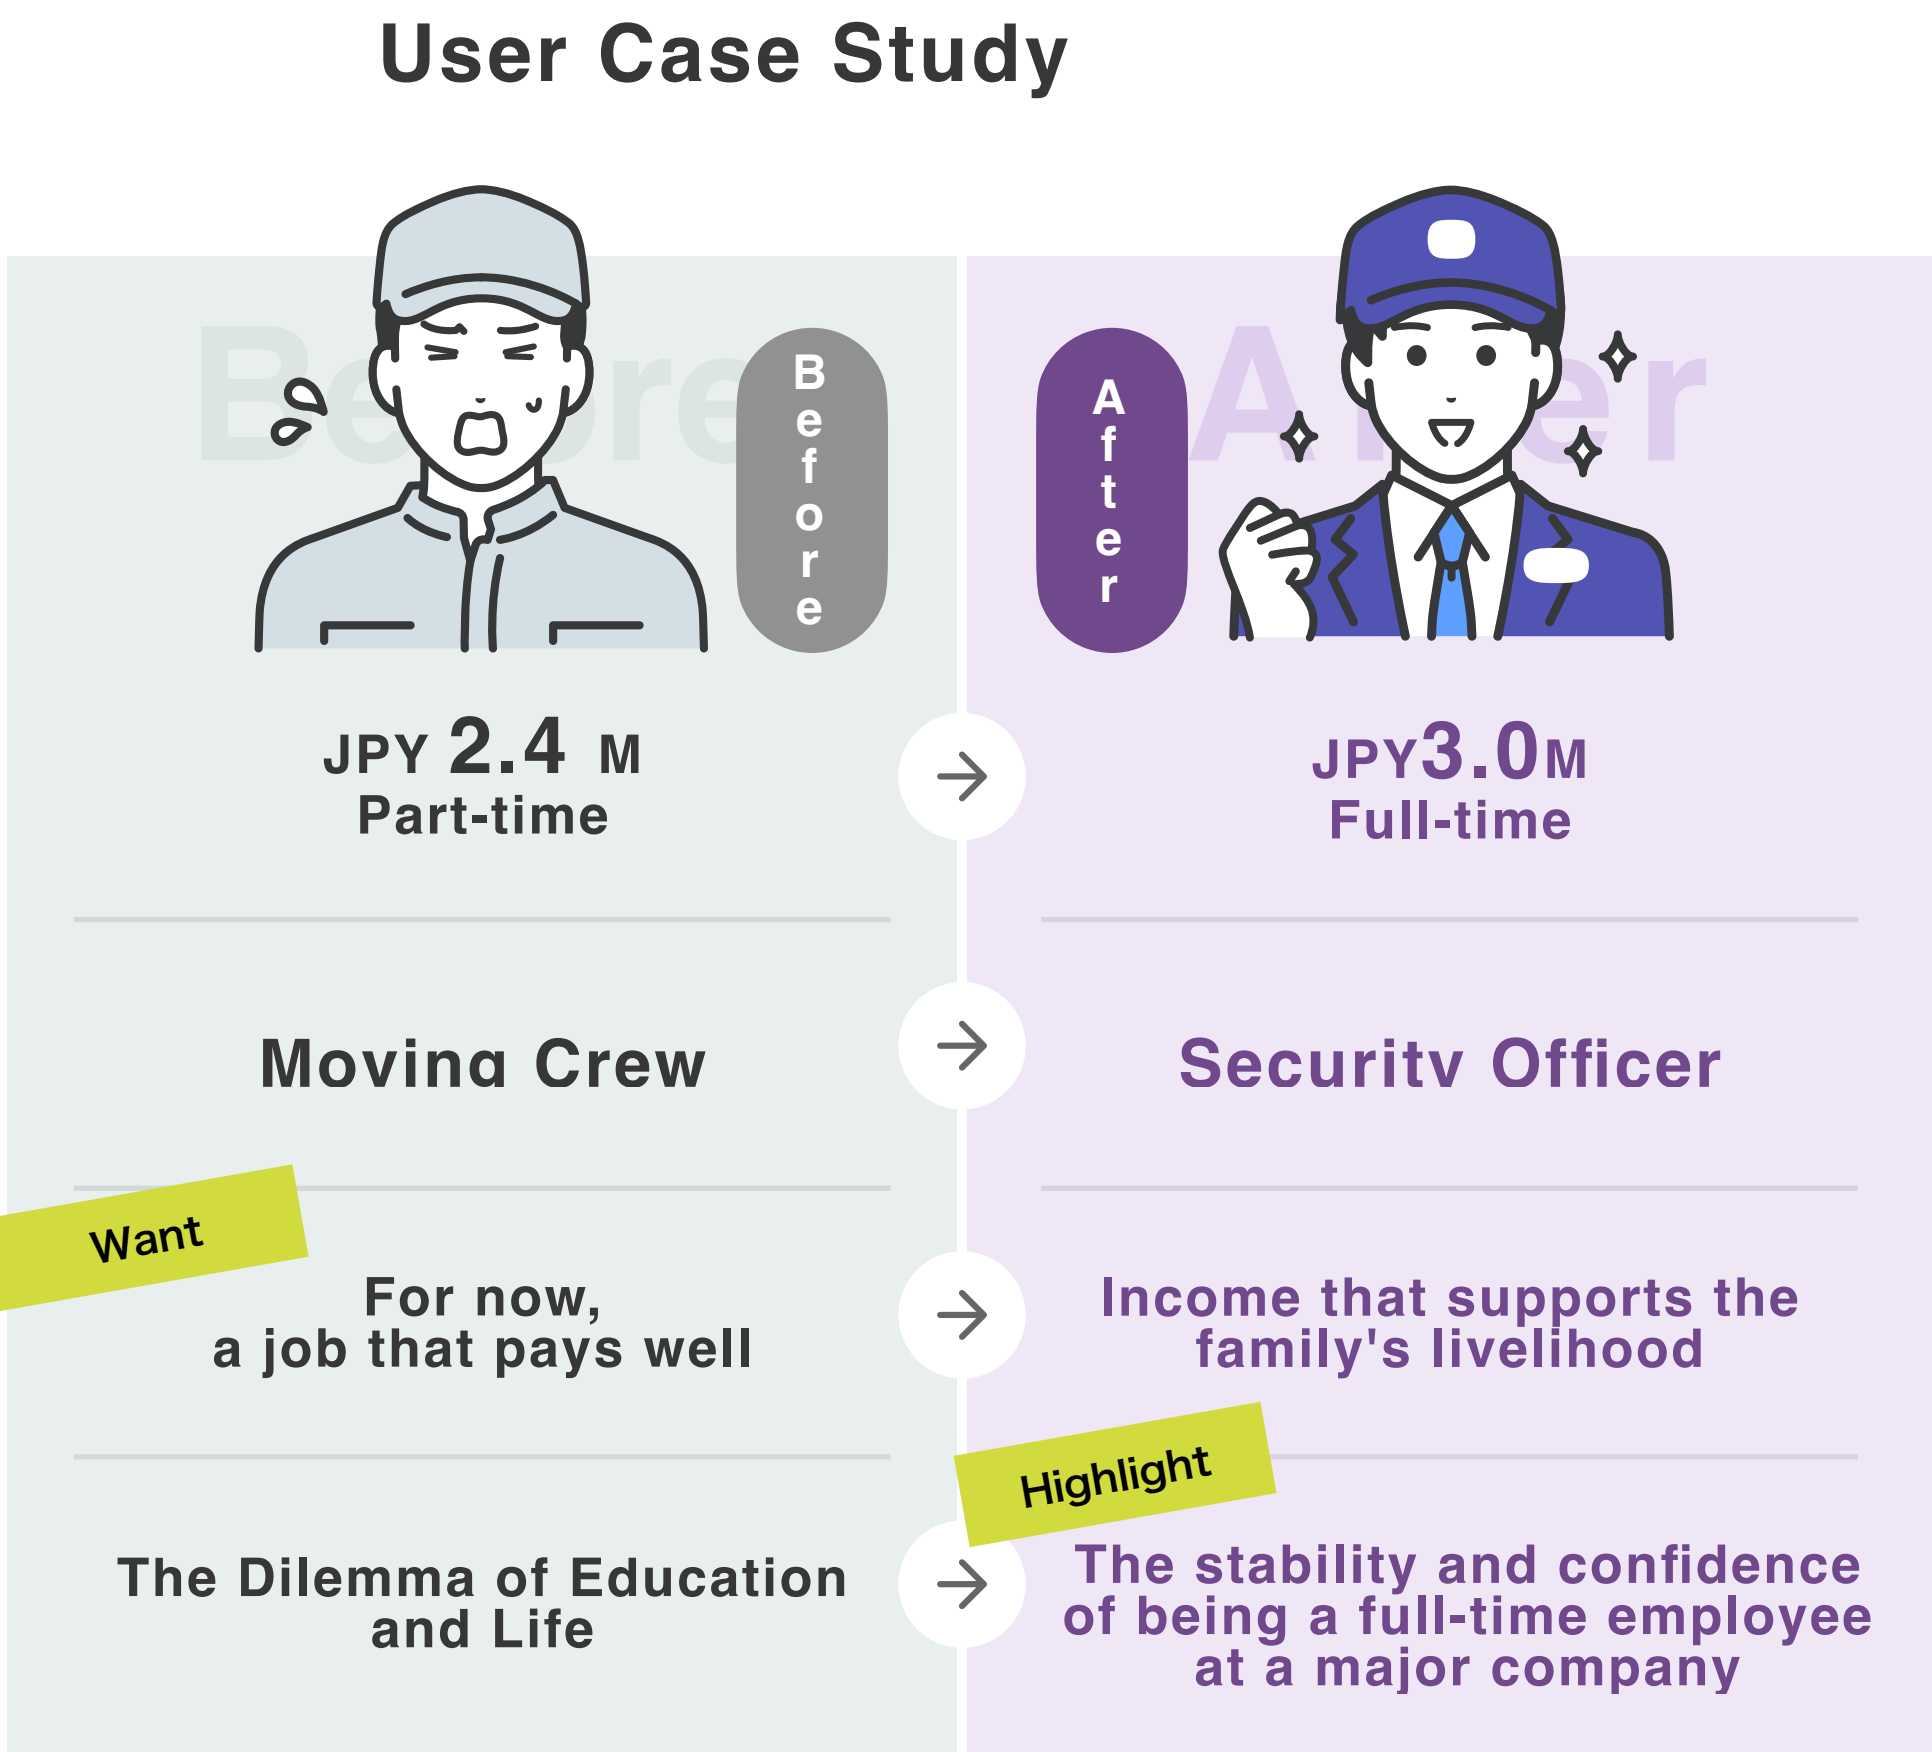 User Case Study
Before
After
Before
After
JPY 2.4 M
Part-time
JPY3.0M
Full-time
Moving Crew
Security Officer
Want
For now,
a job that pays well
Income that supports the
family's livelihood
Highlight
The Dilemma of Education
and Life
The stability and confidence
of being a full-time employee
at a major company